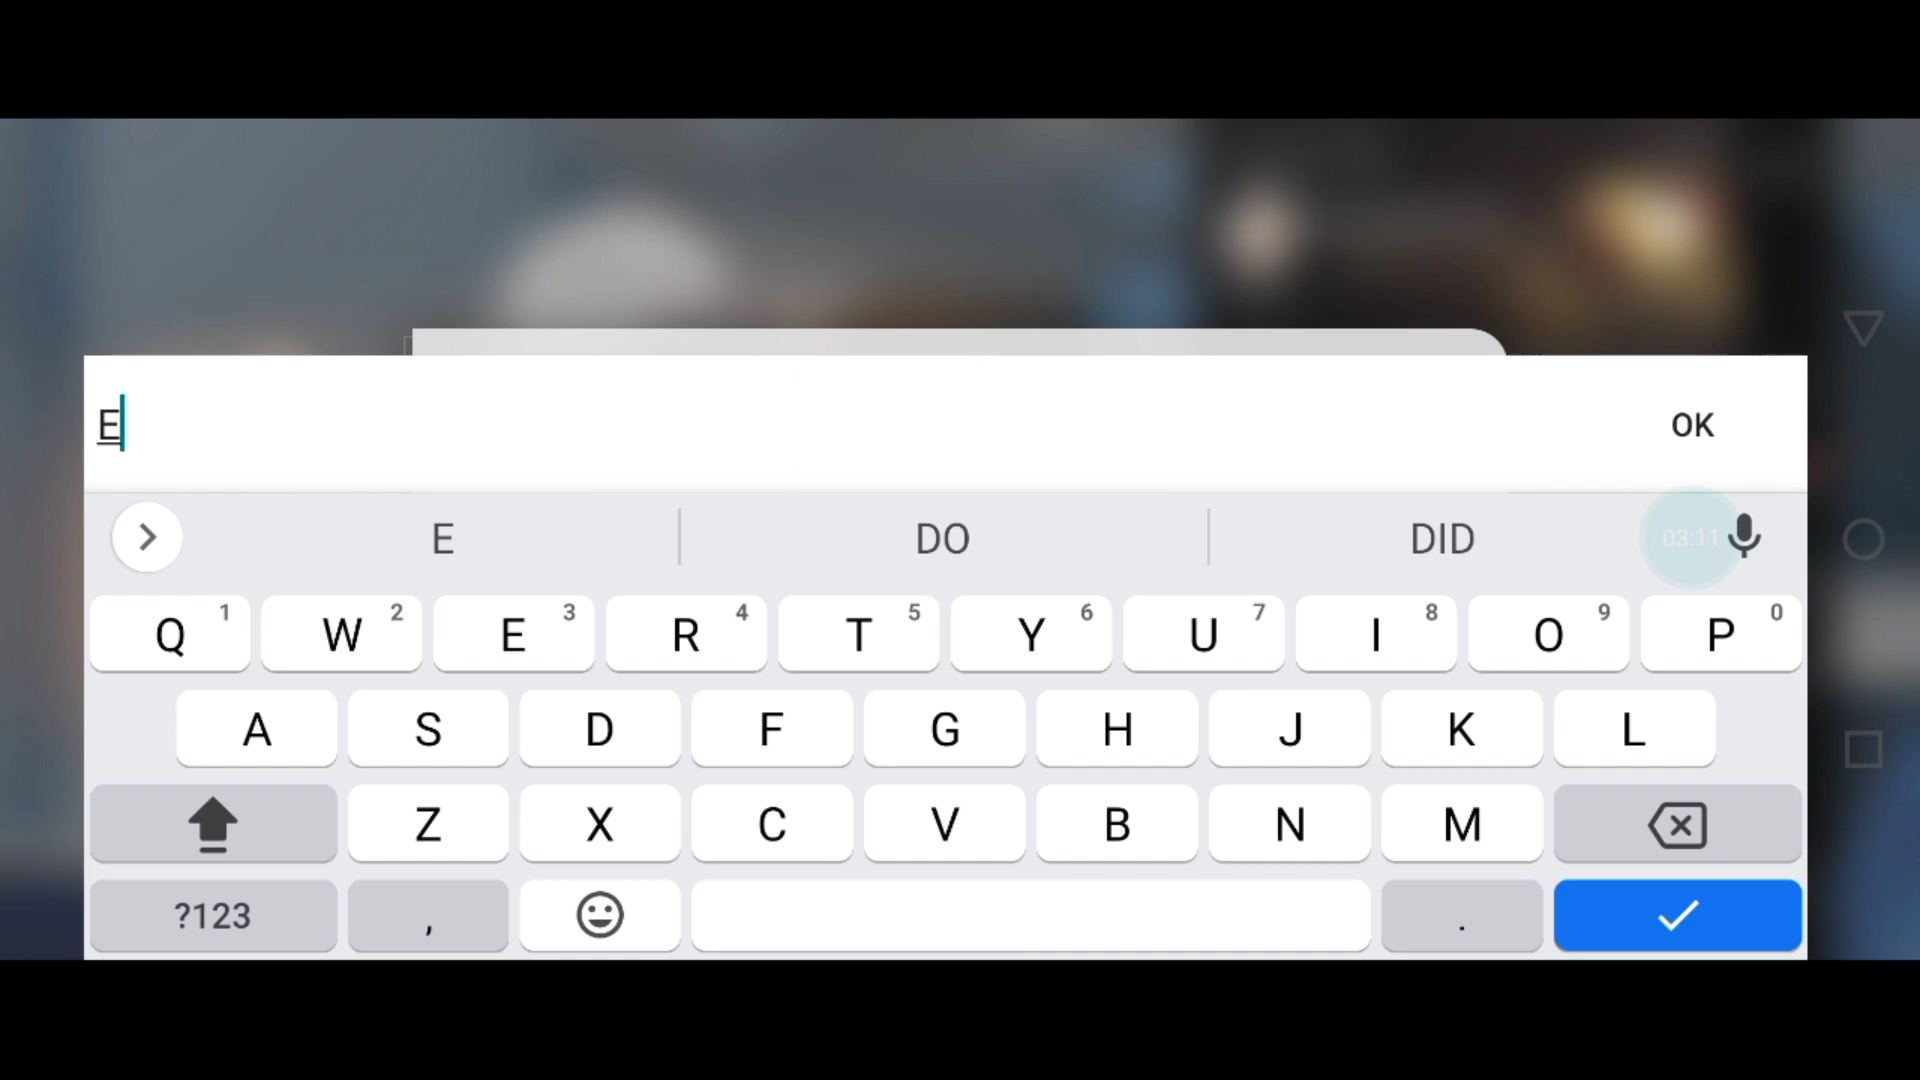 E
OK
E DO DID
03:11
Q 1 W 2 E 3 R 4 T 5 Y 6 U 7 I 8 O 9 P 0
A S D F G H J K L
Z X C V B N M
?123 , .